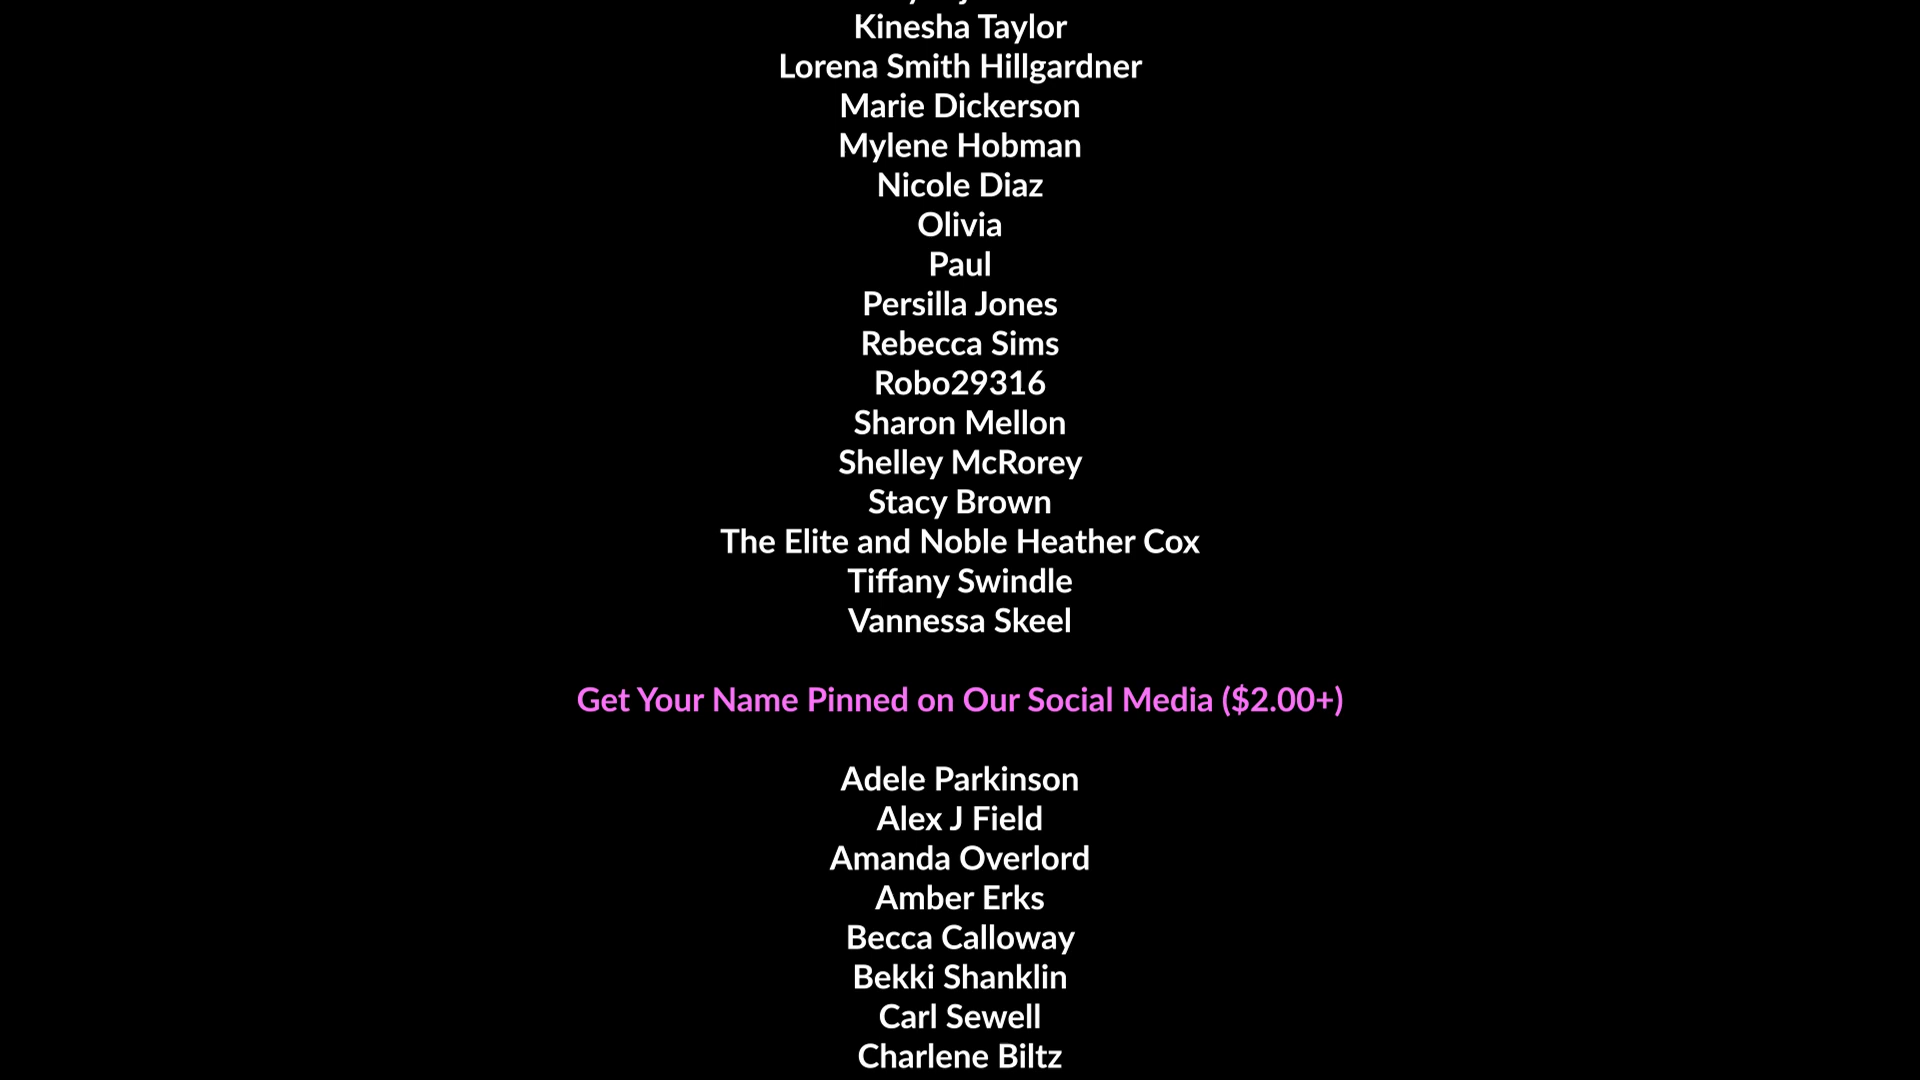 Kinesha Taylor
Lorena Smith Hillgardner
Marie Dickerson
Mylene Hobman
Nicole Diaz
Olivia
Paul
Persilla Jones
Rebecca Sims
Robo29316
Sharon Mellon
Shelley McRorey
Stacy Brown
The Elite and Noble Heather Cox
Tiffany Swindle
Vannessa Skeel
Get Your Name Pinned on Our Social Media ($2.00+)
Adele Parkinson
Alex J Field
Amanda Overlord
Amber Erks
Becca Calloway
Bekki Shanklin
Carl Sewell
Charlene Biltz